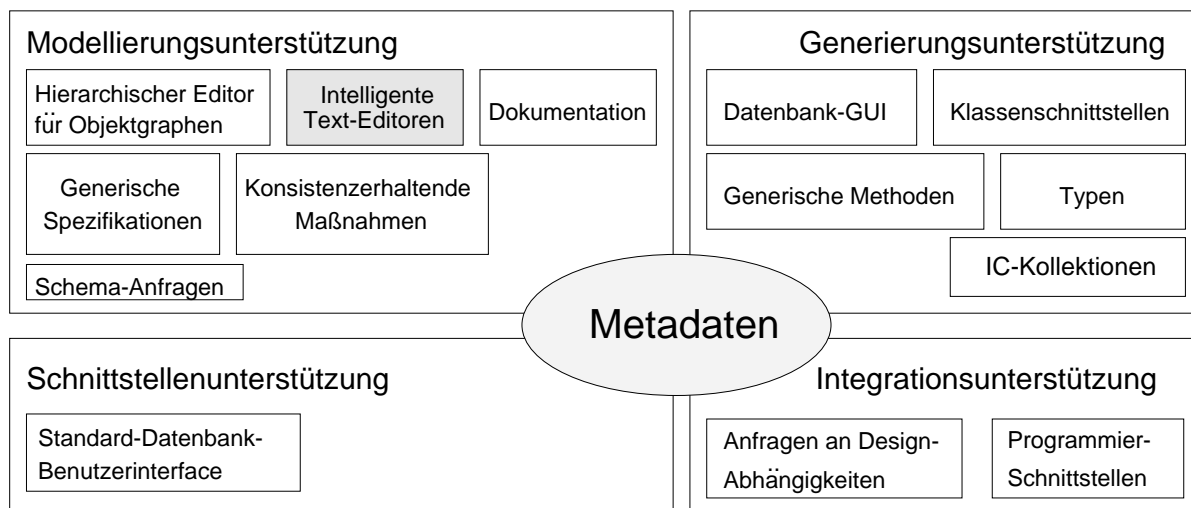 Modellierungsunterstützung
Hierarchischer Editor
für Objektgraphen
Intelligente
Text-Editoren
Dokumentation
Generische
Spezifikationen
Konsistenzerhaltende
Maßnahmen
Schema-Anfragen
Generierungsunterstützung
Datenbank-GUI
Klassenschnittstellen
Generische Methoden
Typen
IC-Kollektionen
Metadaten
Schnittstellenunterstützung
Standard-Datenbank-
Benutzerinterface
Integrationsunterstützung
Anfragen an Design-
Abhängigkeiten
Programmier-
Schnittstellen